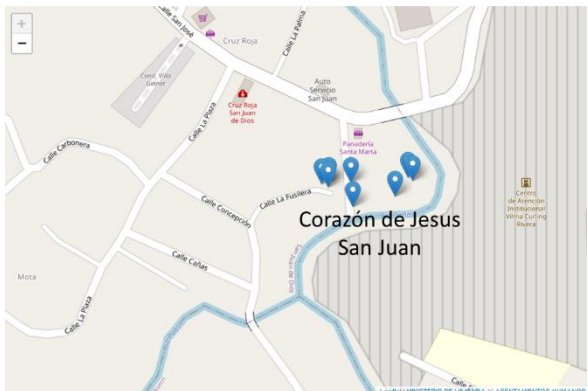 +
−
Calle San José
Cruz Roja
Calle La Palma
Cond. Villa
Calle La Plaza
Cruz Roja
San Juan
de Dios
Auto
Servicio
San Juan
Panadería
Santa Marta
Calle Carbonera
Calle Concepción
Calle La Fusilera
Centro
de Atención
Institucional
Vilma Curling
Rivera
Corazón de Jesus
San Juan
Calle Cañas
San Juan de Dios
Mota
Calle La Plaza